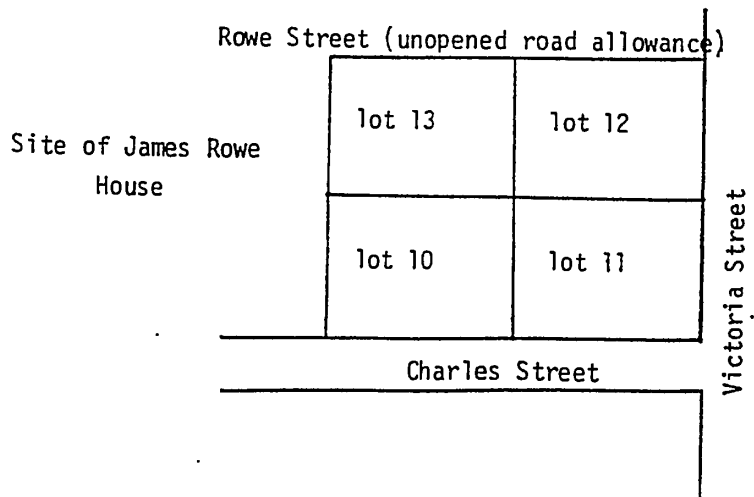 Rowe Street (unopened road allowance)
lot 13
lot 12
Site of James Rowe
House
lot 10
lot 11
Victoria Street
Charles Street